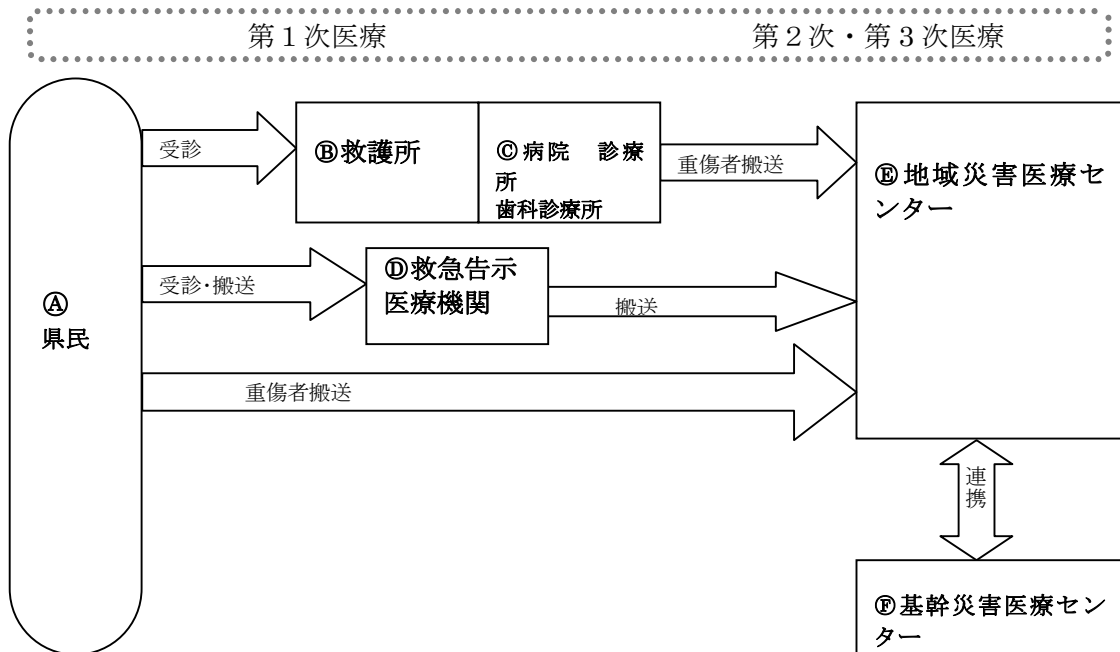 第１次医療
第２次・第３次医療
Ⓐ
県民
受診
Ⓑ救護所
Ⓒ病院　診療
所
歯科診療所
重傷者搬送
Ⓔ地域災害医療セ
ンター
受診・搬送
Ⓓ救急告示
医療機関
搬送
重傷者搬送
連携
Ⓕ基幹災害医療セン
ター